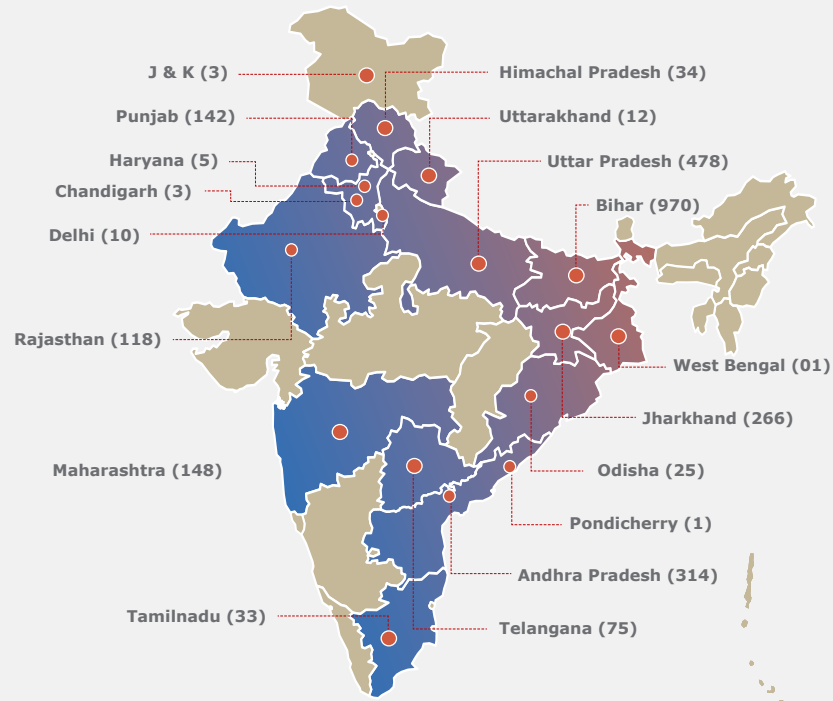 J & K (3)
Himachal Pradesh (34)
Punjab (142)
Uttarakhand (12)
Haryana (5)
Uttar Pradesh (478)
Chandigarh (3)
Bihar (970)
Delhi (10)
Rajasthan (118)
West Bengal (01)
Jharkhand (266)
Maharashtra (148)
Odisha (25)
Pondicherry (1)
Andhra Pradesh (314)
Tamilnadu (33)
Telangana (75)